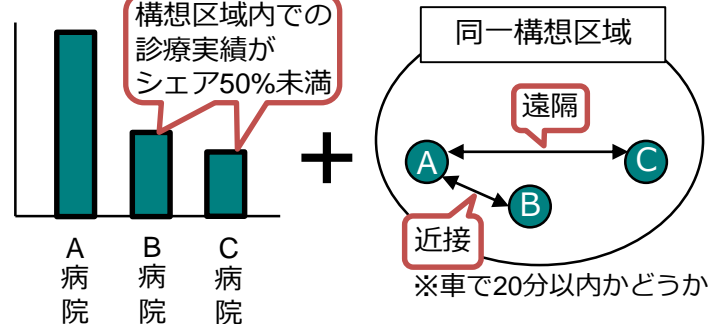 構想区域内での
診療実績が
シェア50%未満
A
病
院
B
病
院
C
病
院
+
同一構想区域
遠隔
A
C
B
近接
※車で20分以内かどうか